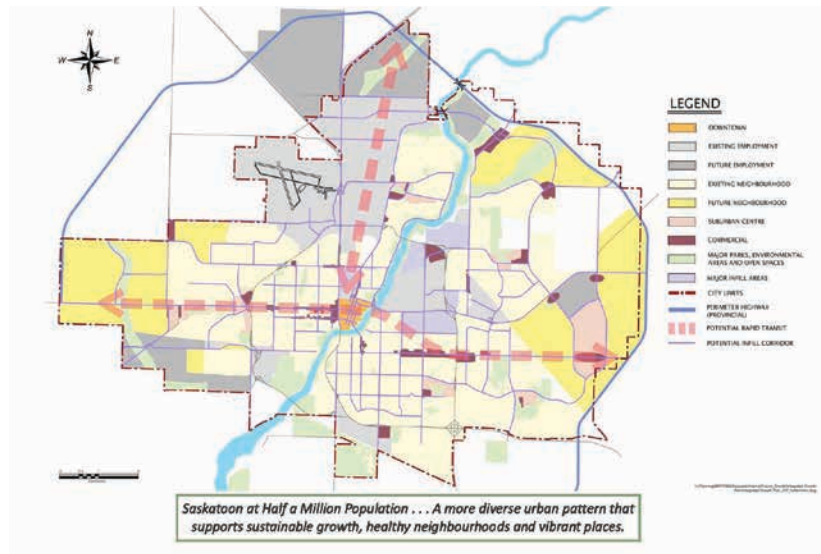 N
W E
S
LEGEND
DOWNTOWN
EXISTING EMPLOYMENT
FUTURE EMPLOYMENT
EXISTING NEIGHBOURHOOD
FUTURE NEIGHBOURHOOD
SUBURBAN CENTRE
COMMERCIAL
MAJOR PARKS, ENVIRONMENTAL
AREAS AND OPEN SPACES
MAJOR INFILL AREAS
CITY LIMITS
PERIMETER HIGHWAY
(PROVINCIAL)
POTENTIAL RAPID TRANSIT
POTENTIAL INFILL CORRIDOR
Saskatoon at Half a Million Population . . . A more diverse urban pattern that
supports sustainable growth, healthy neighbourhoods and vibrant places.